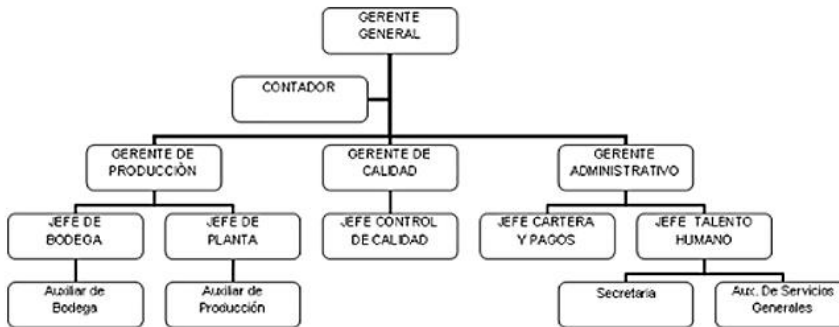 GERENTE
GENERAL
CONTADOR
GERENTE DE
PRODUCCIÒN
GERENTE DE
CALIDAD
GERENTE
ADMINISTRATIVO
JEFE DE
BODEGA
JEFE DE
PLANTA
JEFE CONTROL
DE CALIDAD
JEFE CARTERA
Y PAGOS
JEFE TALENTO
HUMANO
Auxiliar de
Bodega
Auxiliar de
Producción
Secretaria
Aux. De Servicios
Generales